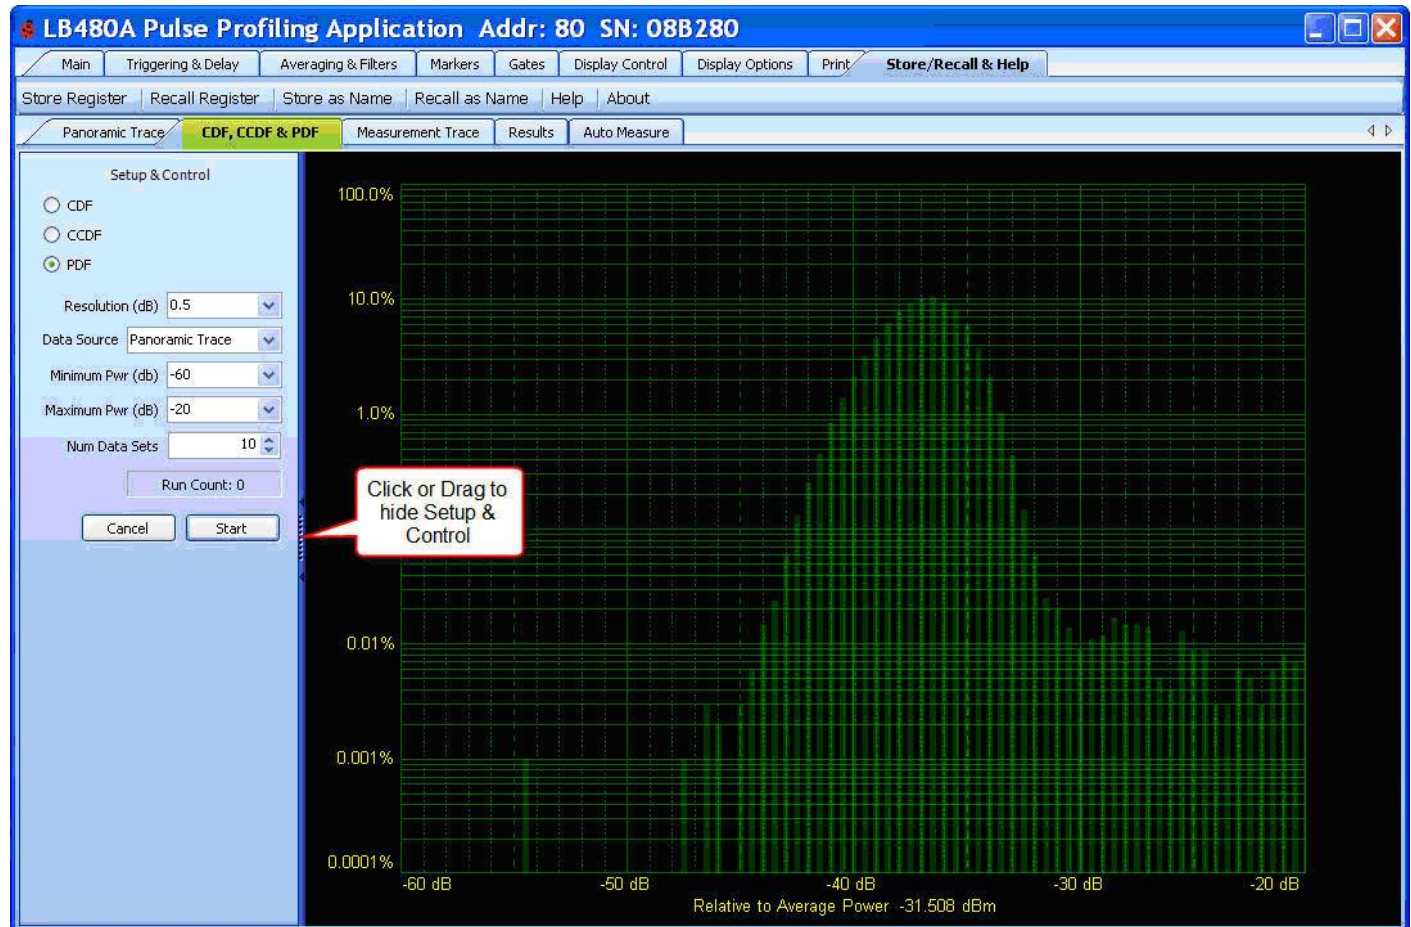 LB480A Pulse Profiling Application Addr: 80 SN: 08B280
Main Triggering & Delay Averaging & Filters Markers Gates Display Control Display Options Print Store/Recall & Help
Store Register Recall Register Store as Name Recall as Name Help About
Panoramic Trace CDF, CCDF & PDF Measurement Trace Results Auto Measure
Setup & Control
CDF
CCDF
PDF
Resolution (dB) 0.5
Data Source Panoramic Trace
Minimum Pwr (db) -60
Maximum Pwr (dB) -20
Num Data Sets 10
Run Count: 0
Cancel Start
Click or Drag to
hide Setup &
Control
100.0%
10.0%
1.0%
0.01%
0.001%
0.0001%
-60 dB -50 dB -40 dB -30 dB -20 dB
Relative to Average Power -31.508 dBm